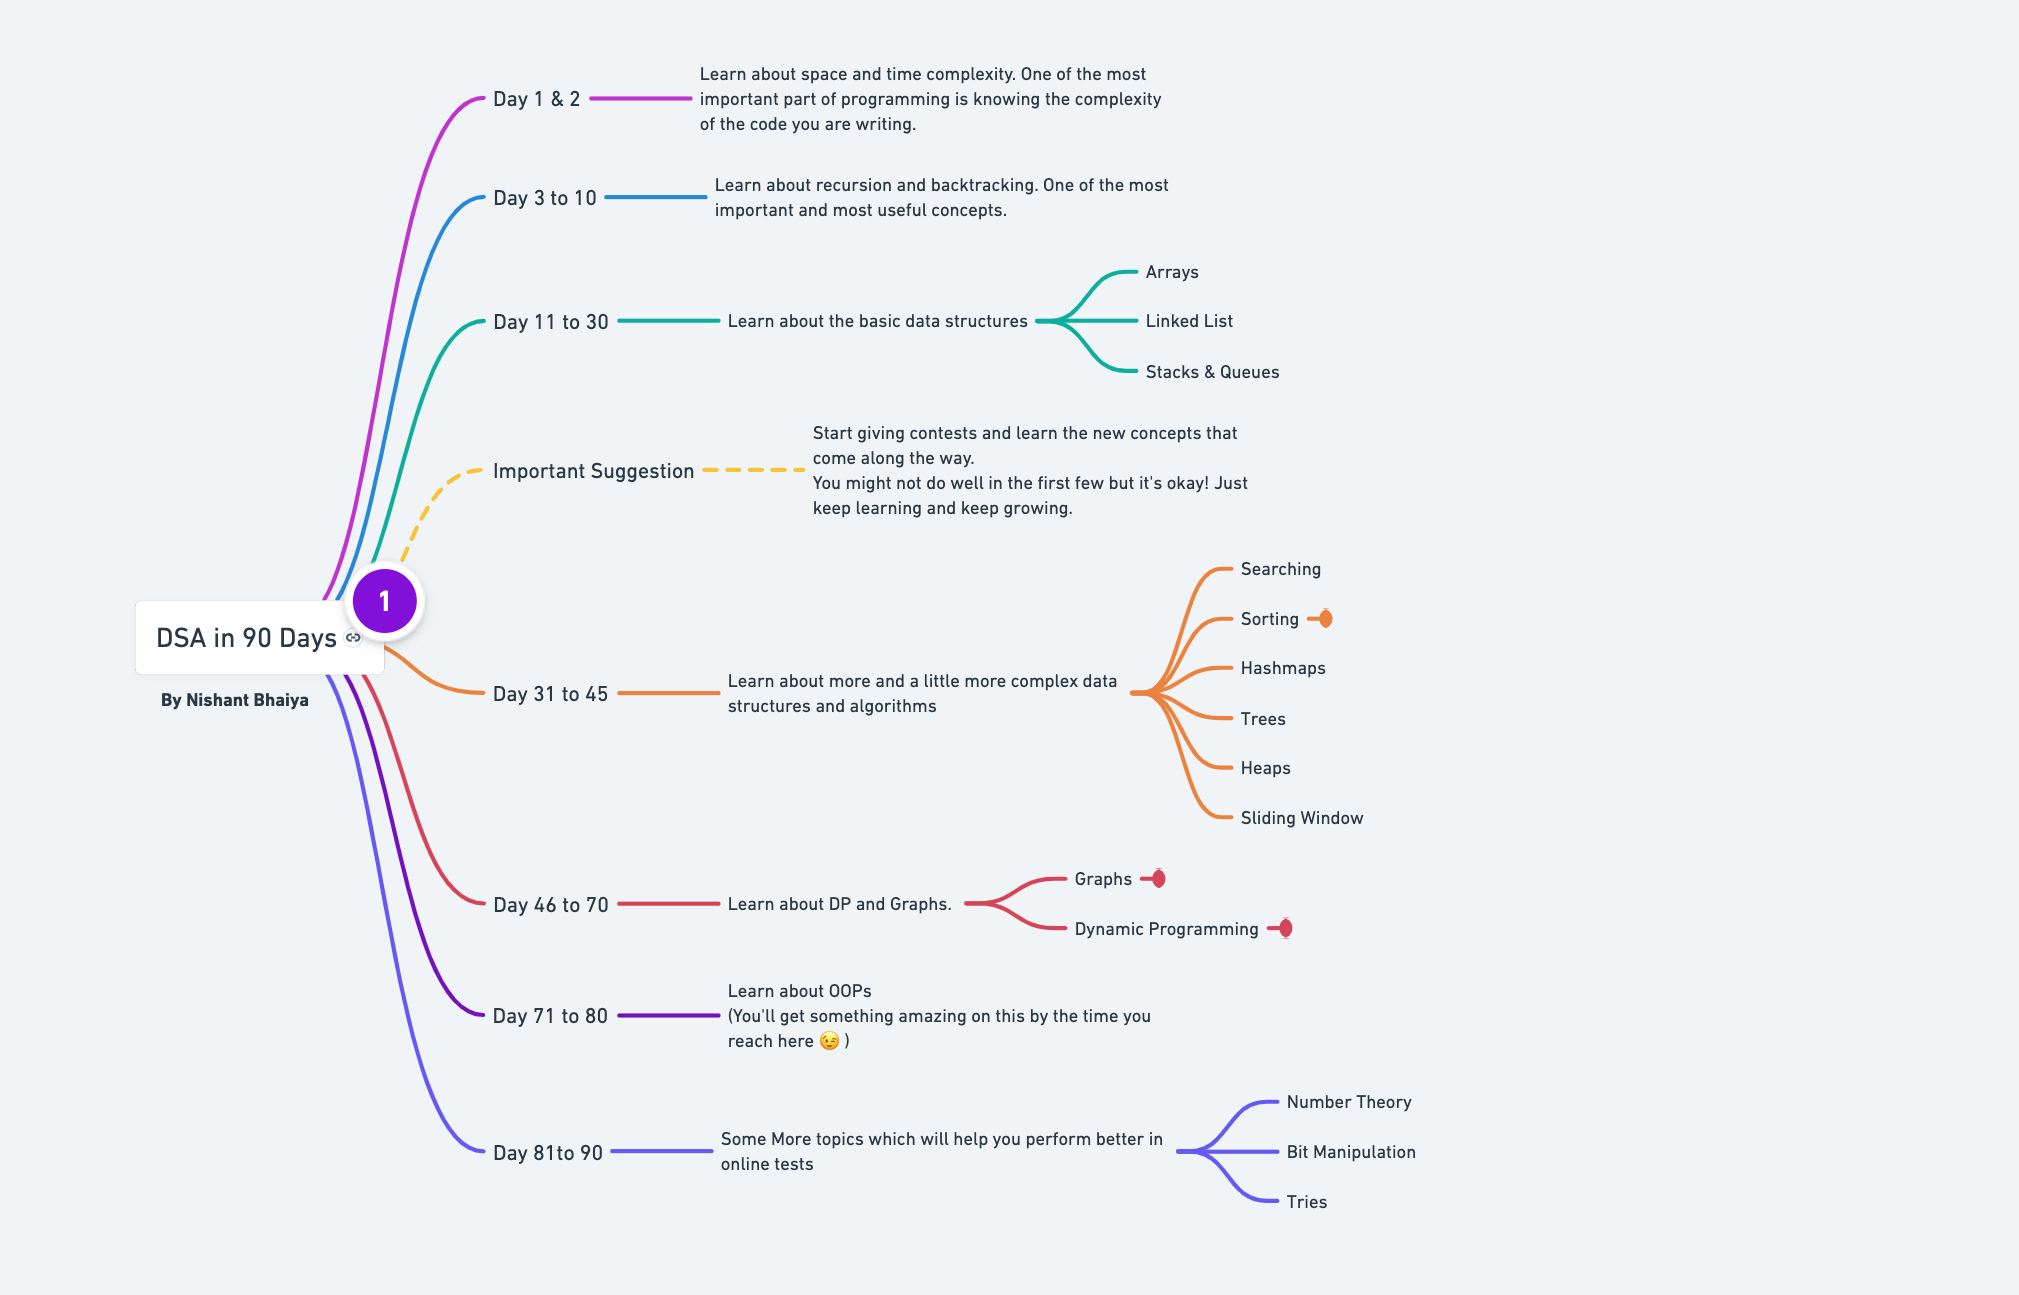 Day 1 & 2
Learn about space and time complexity. One of the most
important part of programming is knowing the complexity
of the code you are writing.
Day 3 to 10
Learn about recursion and backtracking. One of the most
important and most useful concepts.
Day 11 to 30
Learn about the basic data structures
Arrays
Linked List
Stacks & Queues
Important Suggestion
Start giving contests and learn the new concepts that
come along the way.
You might not do well in the first few but it's okay! Just
keep learning and keep growing.
1
DSA in 90 Days
By Nishant Bhaiya
Day 31 to 45
Learn about more and a little more complex data
structures and algorithms
Searching
Sorting
Hashmaps
Trees
Heaps
Sliding Window
Day 46 to 70
Learn about DP and Graphs.
Graphs
Dynamic Programming
Day 71 to 80
Learn about OOPs
(You'll get something amazing on this by the time you
reach here 😉 )
Day 81to 90
Some More topics which will help you perform better in
online tests
Number Theory
Bit Manipulation
Tries